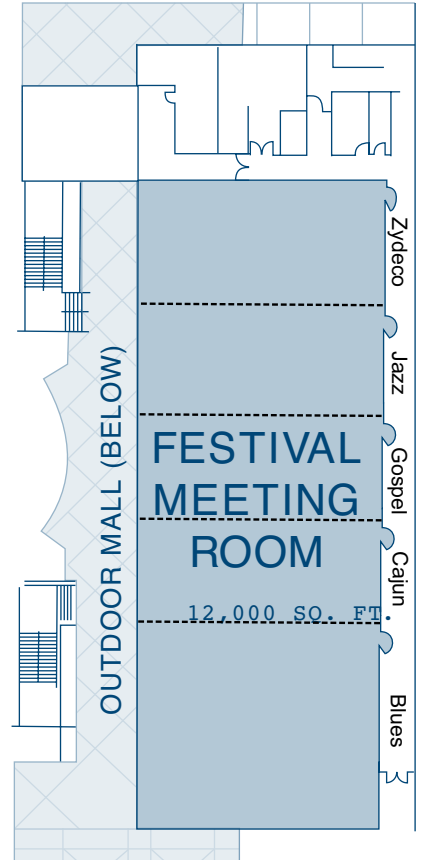 Zydeco
Jazz
OUTDOOR MALL (BELOW)
FESTIVAL
MEETING
ROOM
Gospel
Cajun
12,000 SQ. FT.
Blues